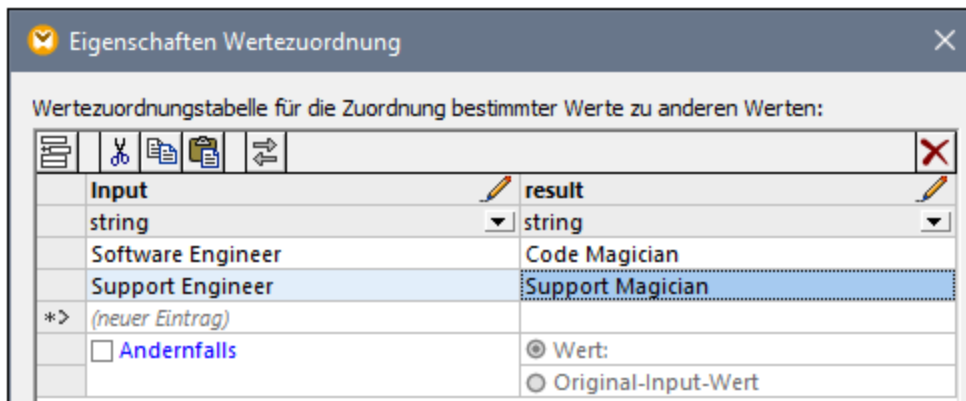 Eigenschaften Wertezuordnung
Wertezuordnungstabelle für die Zuordnung bestimmter Werte zu anderen Werten:
Input result
string string
Software Engineer Code Magician
Support Engineer Support Magician
(neuer Eintrag)
Andernfalls Wert:
Original-Input-Wert